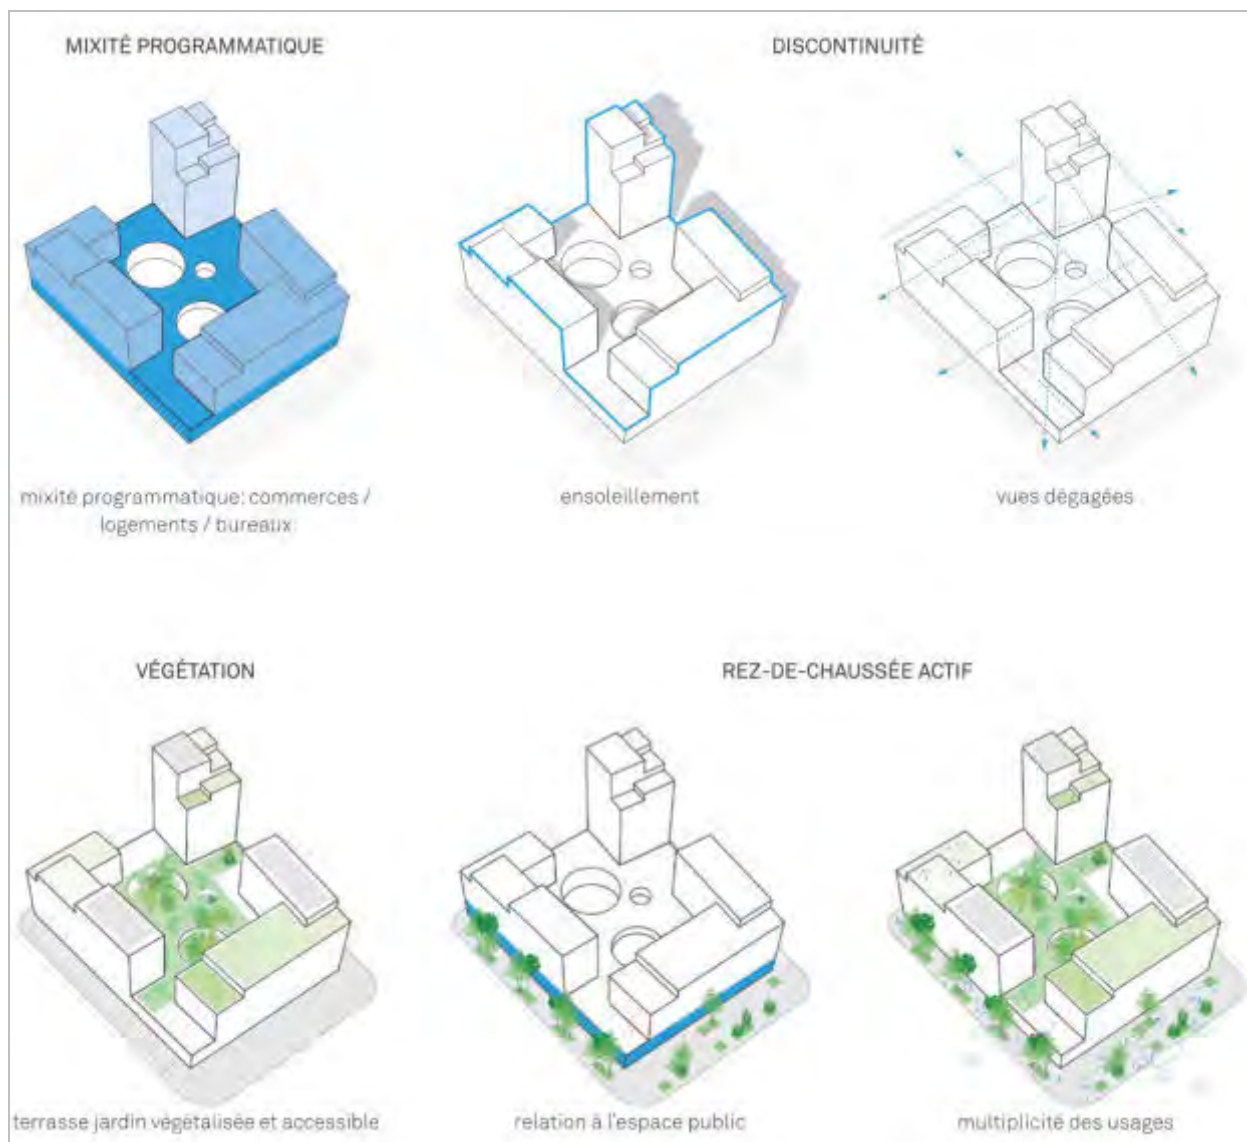 MIXITÉ PROGRAMMATIQUE
DISCONTINUITÉ
mixité programmatique: commerces /
logements / bureaux
ensoleillement
vues dégagées
VÉGÉTATION
REZ-DE-CHAUSSÉE ACTIF
terrasse jardin végétalisée et accessible
relation à l'espace public
multiplicité des usages